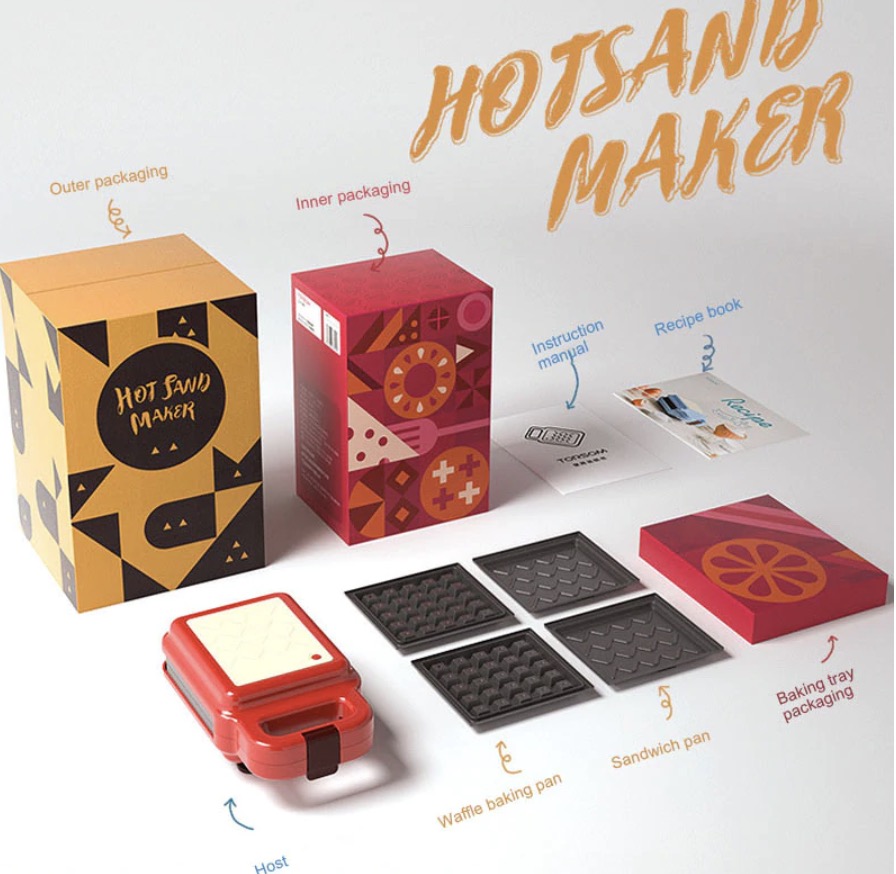 HOTSAND
MAKER
Outer packaging
Inner packaging
Instruction
manual
Recipe book
HOT SAND
MAKER
TORSOM
Recipe
Baking tray
packaging
Sandwich pan
Waffle baking pan
Host